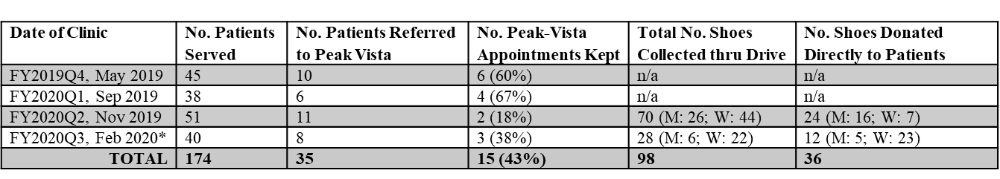 Date of Clinic | No. Patients Served | No. Patients Referred to Peak Vista | No. Peak-Vista Appointments Kept | Total No. Shoes Collected thru Drive | No. Shoes Donated Directly to Patients
FY2019Q4, May 2019 | 45 | 10 | 6 (60%) | n/a | n/a
FY2020Q1, Sep 2019 | 38 | 6 | 4 (67%) | n/a | n/a
FY2020Q2, Nov 2019 | 51 | 11 | 2 (18%) | 70 (M: 26; W: 44) | 24 (M: 16; W: 7)
FY2020Q3, Feb 2020* | 40 | 8 | 3 (38%) | 28 (M: 6; W: 22) | 12 (M: 5; W: 23)
TOTAL | 174 | 35 | 15 (43%) | 98 | 36